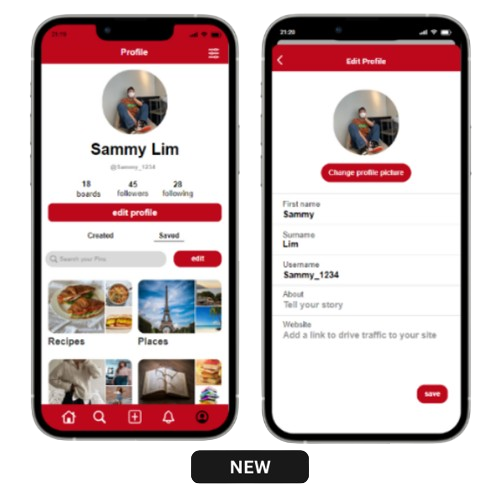 21:20
Profile
Sammy Lim
@Sammy_1234
18 45 28
boards followers following
edit profile
Created Saved
Search your Pins
edit
Recipes Places
21:20
Edit Profile
Change profile picture
First name
Sammy
Surname
Lim
Username
Sammy_1234
About
Tell your story
Website
Add a link to drive traffic to your site
save
NEW